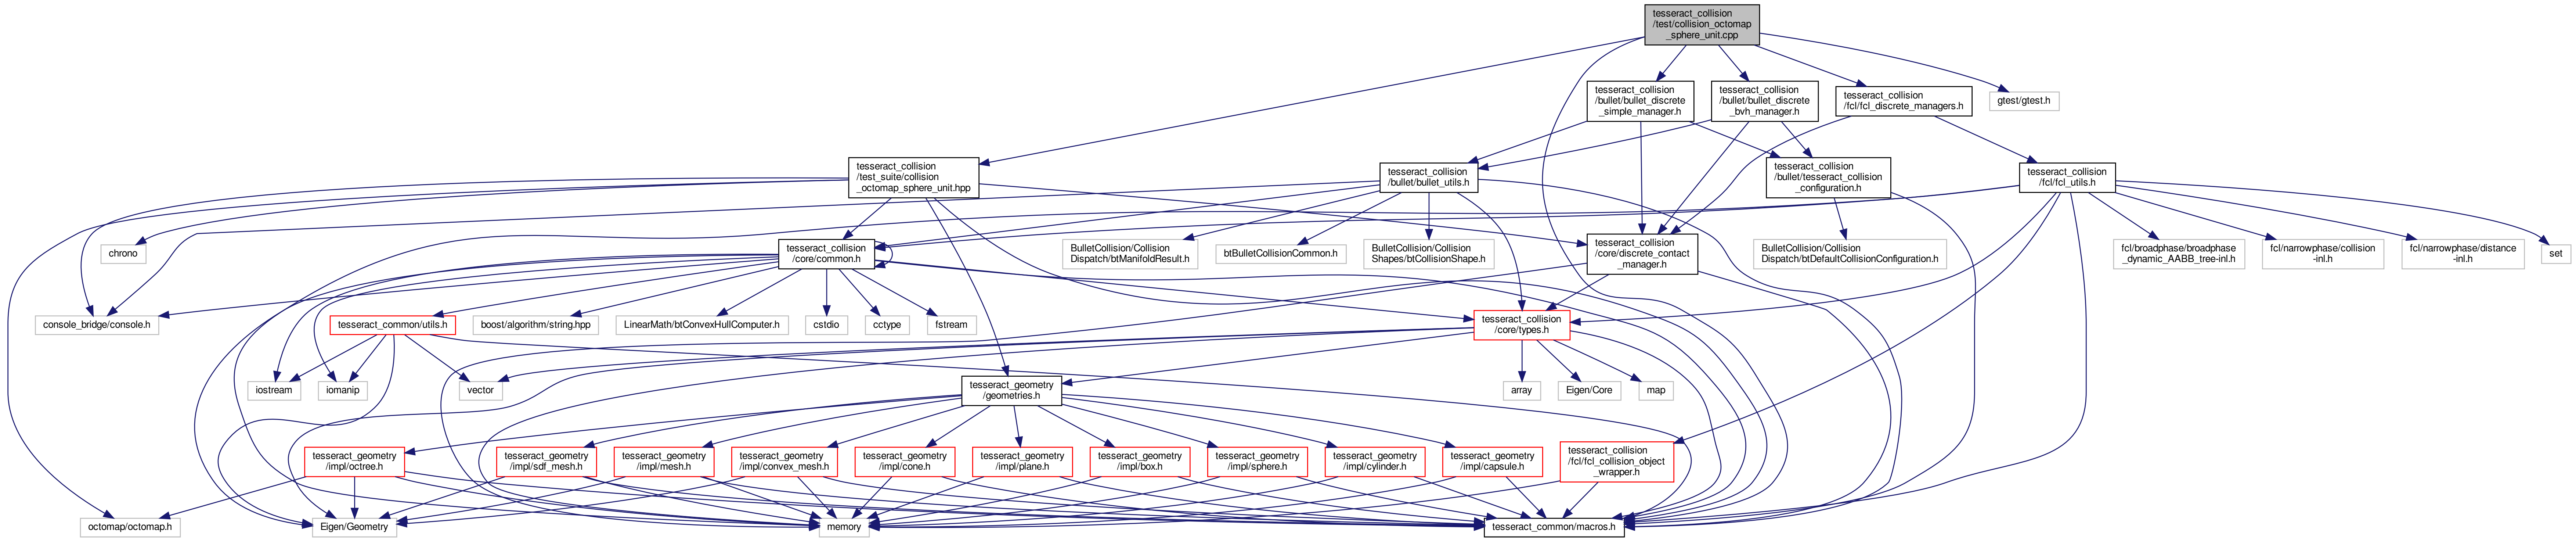 tesseract_collision
/test/collision_octomap
_sphere_unit.cpp
tesseract_collision
/bullet/bullet_discrete
_simple_manager.h
tesseract_collision
/bullet/bullet_discrete
_bvh_manager.h
tesseract_collision
/fcl/fcl_discrete_managers.h
gtest/gtest.h
tesseract_collision
/test_suite/collision
_octomap_sphere_unit.hpp
tesseract_collision
/bullet/bullet_utils.h
tesseract_collision
/bullet/tesseract_collision
_configuration.h
tesseract_collision
/fcl/fcl_utils.h
chrono
tesseract_collision
/core/common.h
BulletCollision/Collision
Dispatch/btManifoldResult.h
btBulletCollisionCommon.h
BulletCollision/Collision
Shapes/btCollisionShape.h
tesseract_collision
/core/discrete_contact
_manager.h
BulletCollision/Collision
Dispatch/btDefaultCollisionConfiguration.h
fcl/broadphase/broadphase
_dynamic_AABB_tree-inl.h
fcl/narrowphase/collision
-inl.h
fcl/narrowphase/distance
-inl.h
set
console_bridge/console.h
tesseract_common/utils.h
boost/algorithm/string.hpp
LinearMath/btConvexHullComputer.h
cstdio
cctype
fstream
tesseract_collision
/core/types.h
iostream
iomanip
vector
tesseract_geometry
/geometries.h
array
Eigen/Core
map
tesseract_geometry
/impl/octree.h
tesseract_geometry
/impl/sdf_mesh.h
tesseract_geometry
/impl/mesh.h
tesseract_geometry
/impl/convex_mesh.h
tesseract_geometry
/impl/cone.h
tesseract_geometry
/impl/plane.h
tesseract_geometry
/impl/box.h
tesseract_geometry
/impl/sphere.h
tesseract_geometry
/impl/cylinder.h
tesseract_geometry
/impl/capsule.h
tesseract_collision
/fcl/fcl_collision_object
_wrapper.h
octomap/octomap.h
Eigen/Geometry
memory
tesseract_common/macros.h